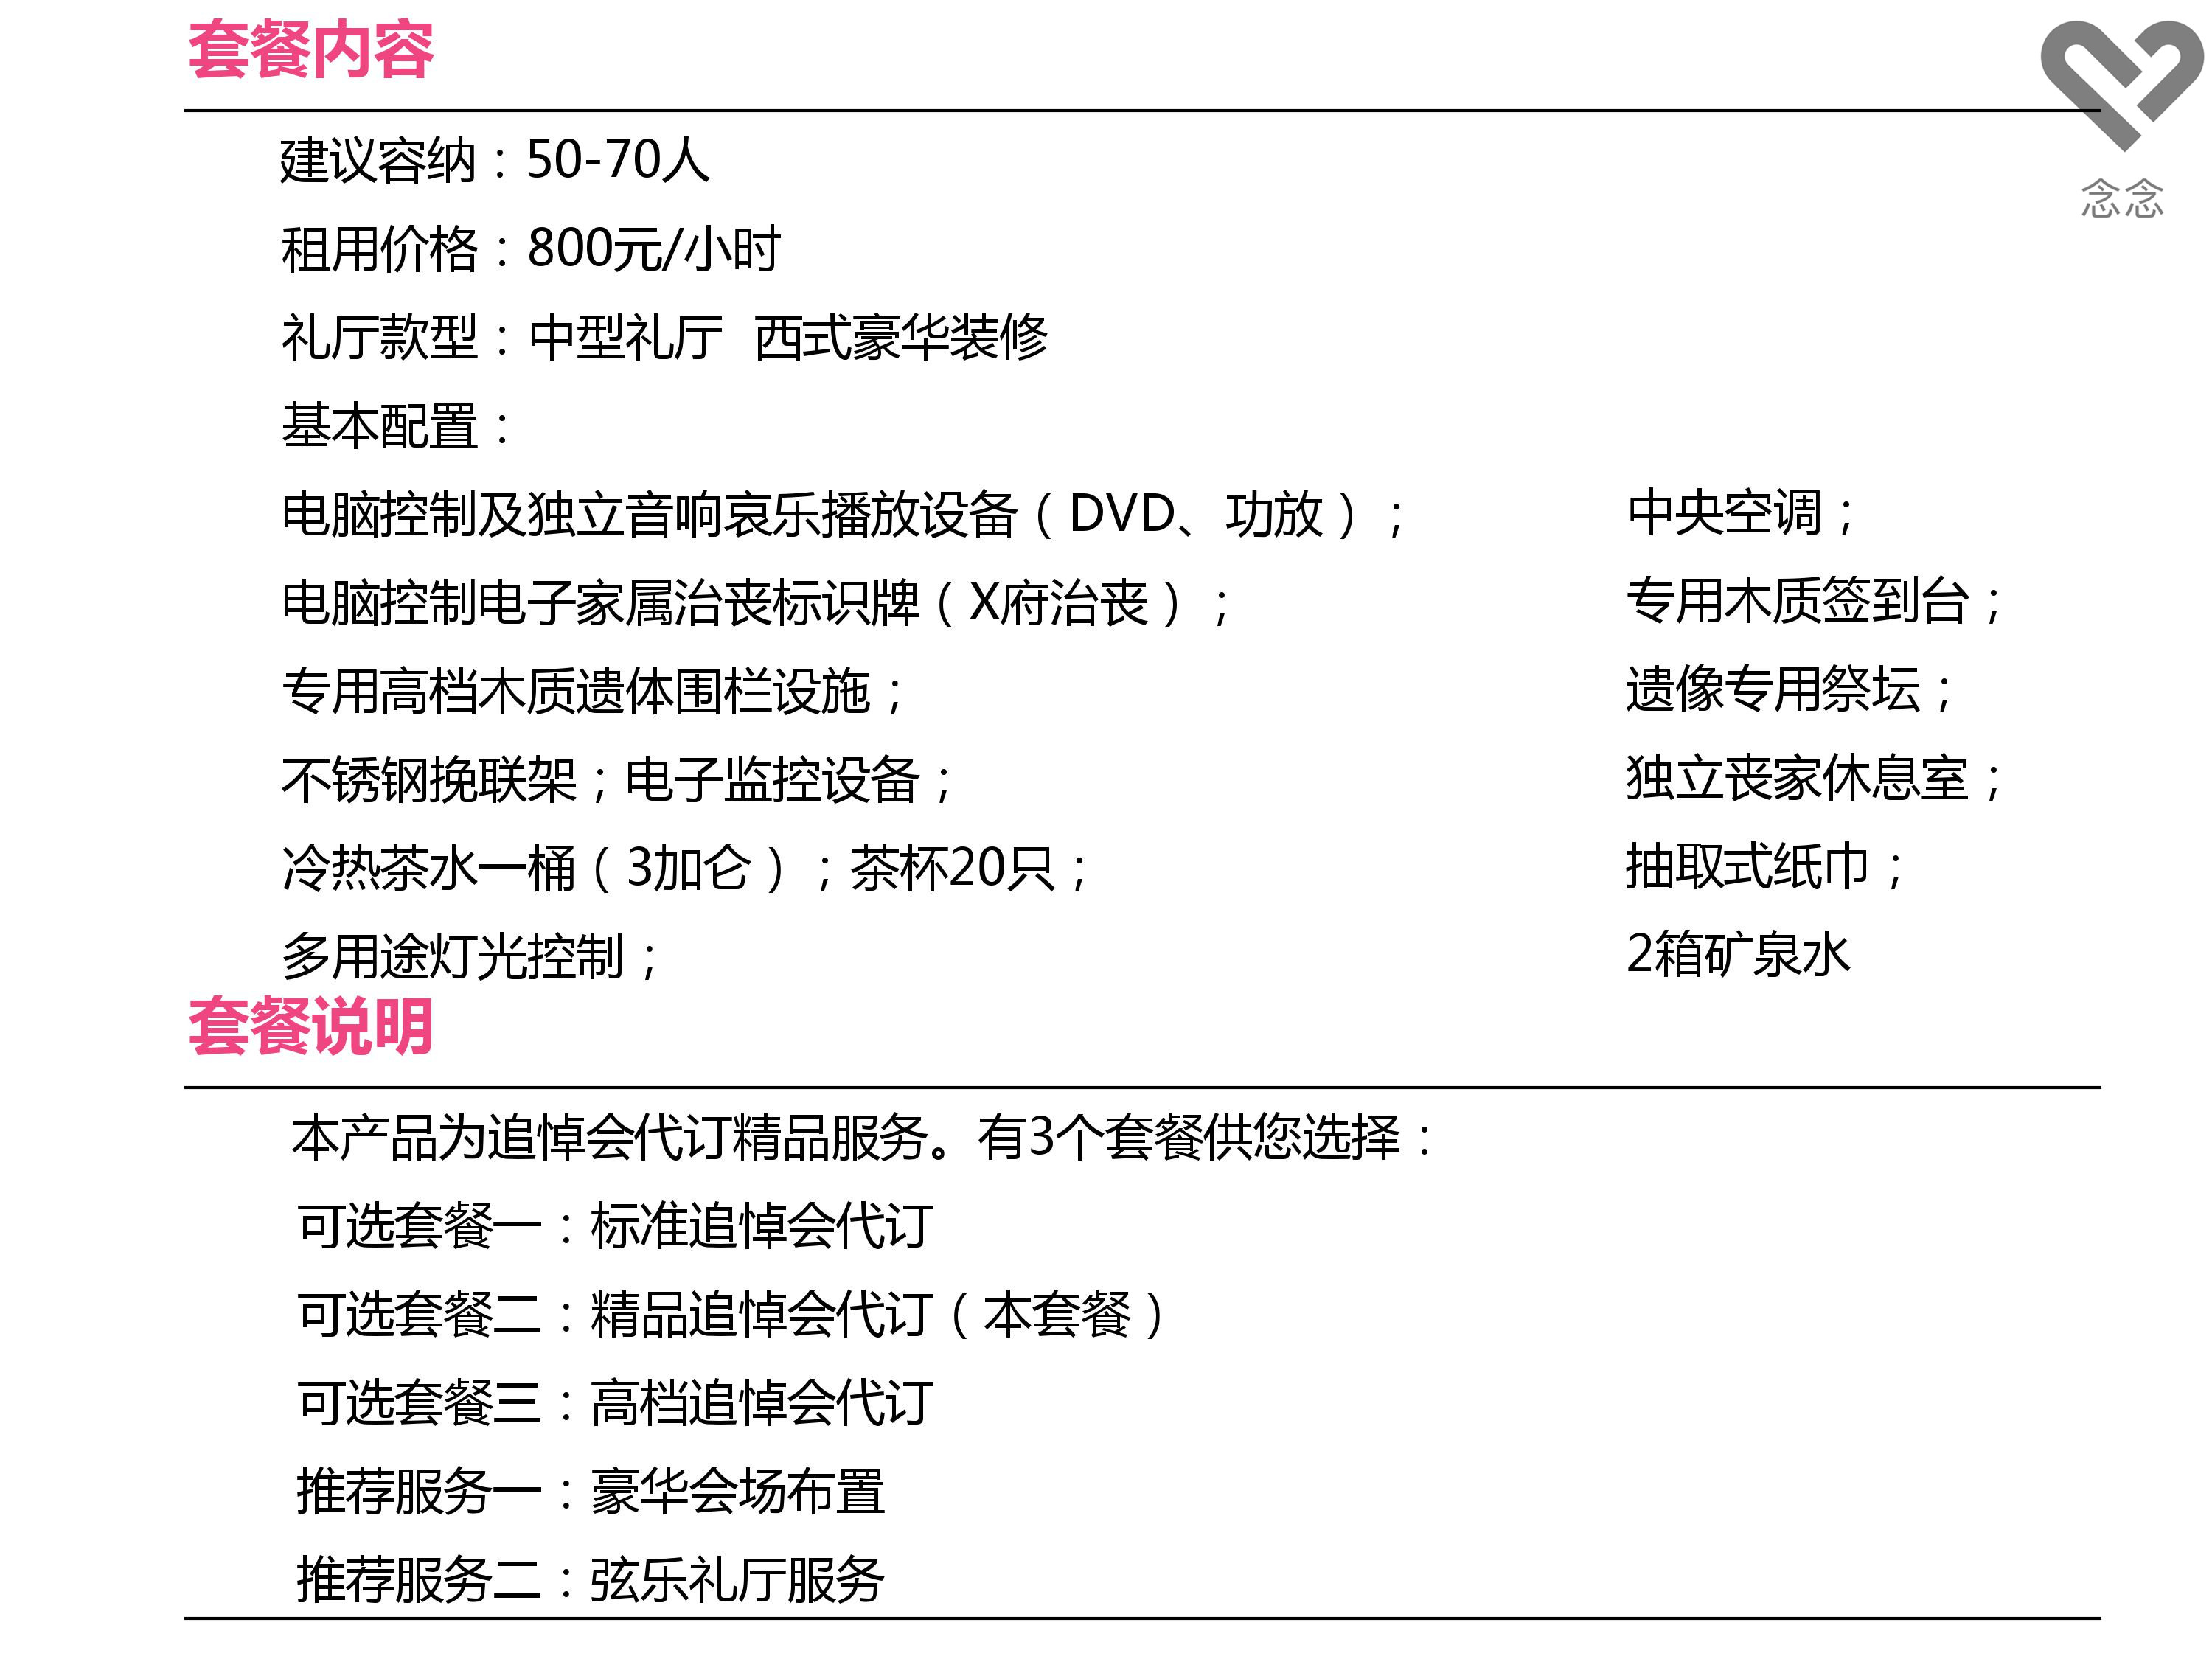 套餐内容
念念
建议容纳：50-70人
租用价格：800元/小时
礼厅款型：中型礼厅 西式豪华装修
基本配置：
电脑控制及独立音响哀乐播放设备（DVD、功放）；
中央空调；
电脑控制电子家属治丧标识牌（X府治丧）；
专用木质签到台；
专用高档木质遗体围栏设施；
遗像专用祭坛；
不锈钢挽联架；电子监控设备；
独立丧家休息室；
冷热茶水一桶（3加仑）；茶杯20只；
抽取式纸巾；
多用途灯光控制；
2箱矿泉水
套餐说明
本产品为追悼会代订精品服务。有3个套餐供您选择：
可选套餐一：标准追悼会代订
可选套餐二：精品追悼会代订（本套餐）
可选套餐三：高档追悼会代订
推荐服务一：豪华会场布置
推荐服务二：弦乐礼厅服务